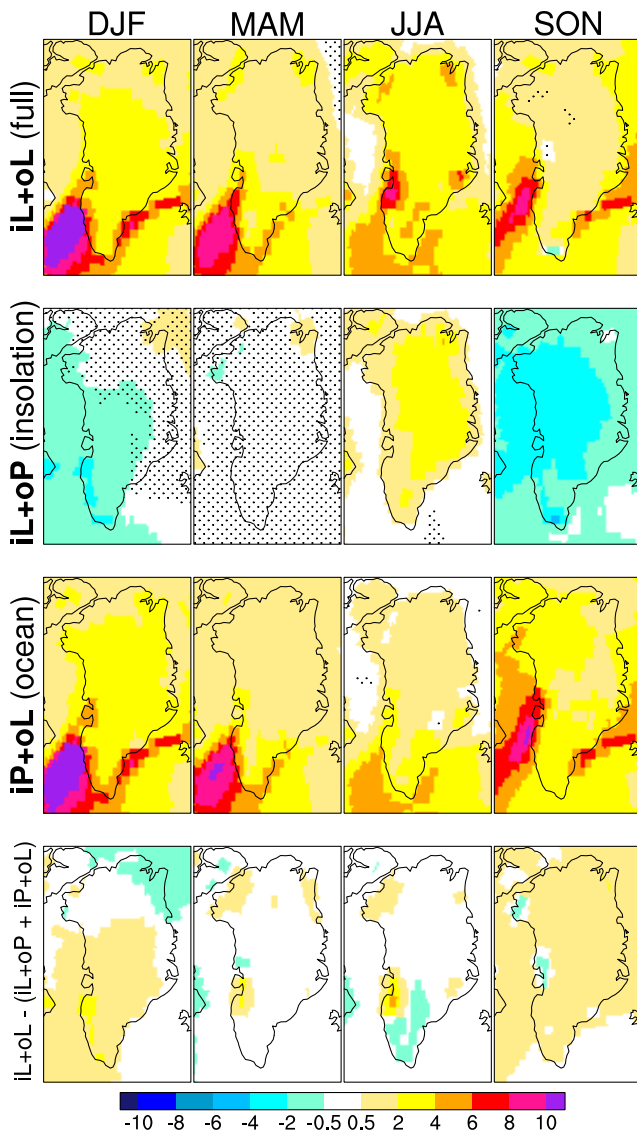 DJF MAM JJA SON
iL+oL (full)
iL+oP (insolation)
iP+oL (ocean)
iL+oL - (iL+oP + iP+oL)
-10 -8 -6 -4 -2 -0.5 0.5 2 4 6 8 10